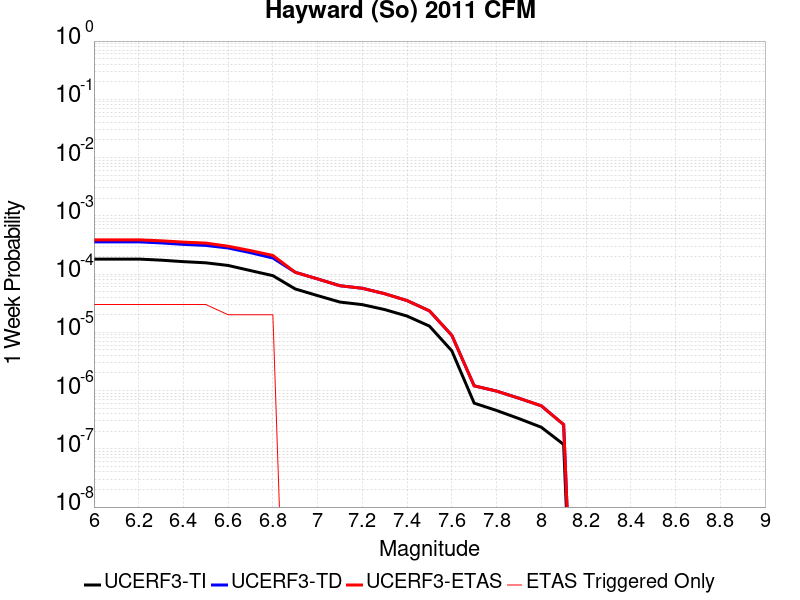 Hayward (So) 2011 CFM
10^0
10^-1
10^-2
10^-3
10^-4
10^-5
10^-6
10^-7
10^-8
1 Week Probability
6 6.2 6.4 6.6 6.8 7 7.2 7.4 7.6 7.8 8 8.2 8.4 8.6 8.8 9
Magnitude
UCERF3-TI UCERF3-TD UCERF3-ETAS ETAS Triggered Only